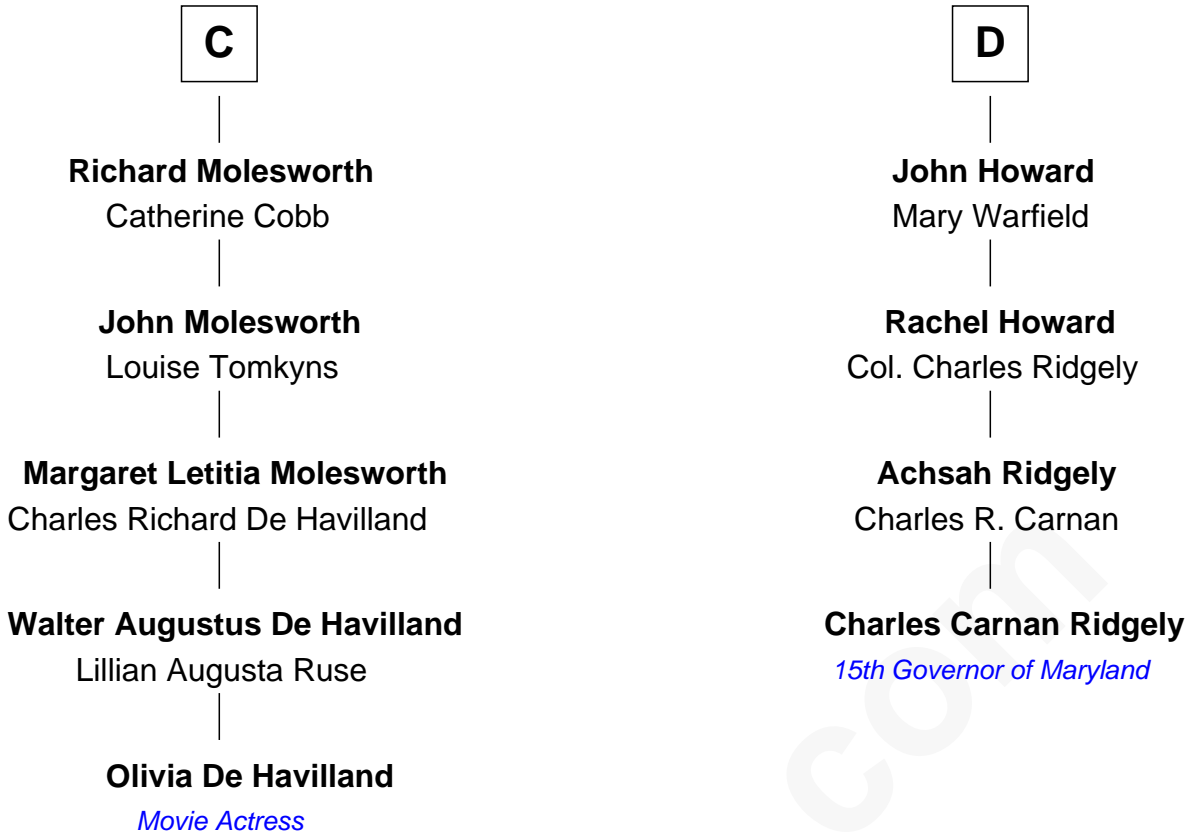 C
Richard Molesworth
Catherine Cobb
John Molesworth
Louise Tomkyns
Margaret Letitia Molesworth
Charles Richard De Havilland
Walter Augustus De Havilland
Lillian Augusta Ruse
Olivia De Havilland
Movie Actress
D
John Howard
Mary Warfield
Rachel Howard
Col. Charles Ridgely
Achsah Ridgely
Charles R. Carnan
Charles Carnan Ridgely
15th Governor of Maryland
com